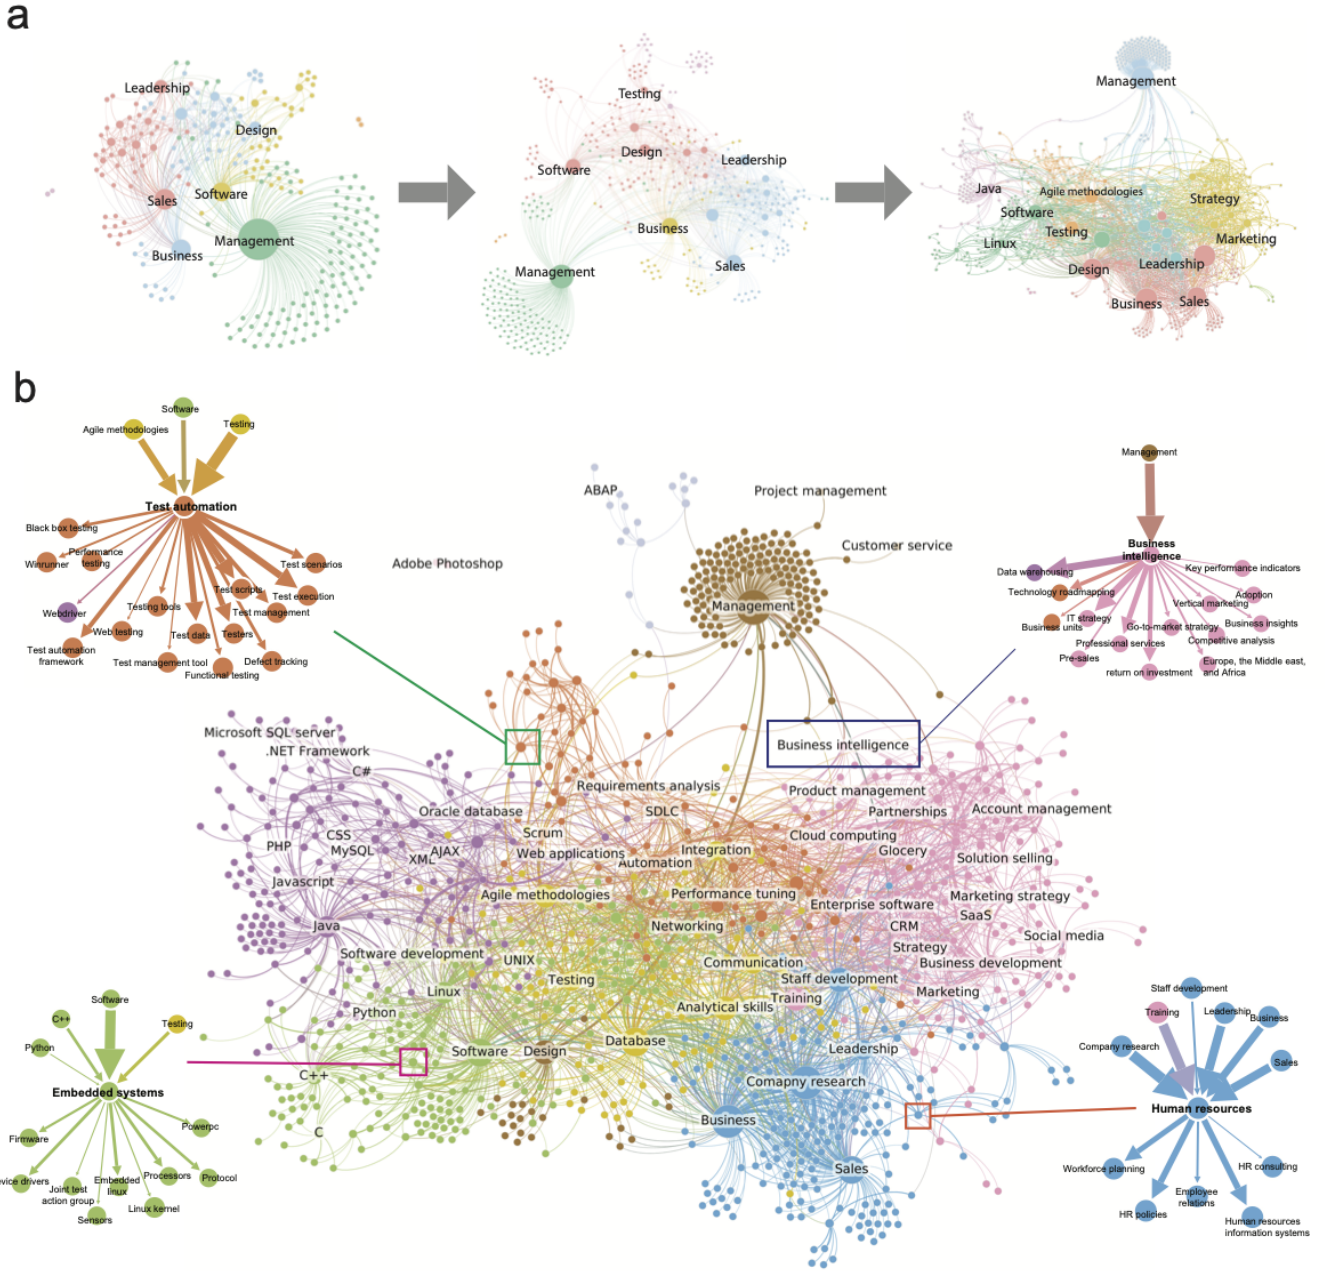 a
Leadership
Design
Sales
Software
Management
Business
Testing
Design
Software
Leadership
Business
Sales
Management
Management
Java
Agile methodologies
Strategy
Software
Testing
Linux
Marketing
Design
Leadership
Business
Sales
b
Software
Agile methodologies
Testing
Test automation
Black box testing
Winrunner
Performance
testing
Test scenarios
Test scripts
Test execution
Testing tools
Test management
Webdriver
Web testing
Test data
Testers
Test automation
framework
Test management tool
Defect tracking
Functional testing
Management
Business
intelligence
Data warehousing
Key performance indicators
Technology roadmapping
Adoption
Vertical marketing
IT strategy
Business units
Go-to-market strategy
Business insights
Professional services
Competitive analysis
Pre-sales
return on investment
Europe, the Middle east,
and Africa
ABAP
Project management
Customer service
Adobe Photoshop
Management
Microsoft SQL server
.NET Framework
Business intelligence
C#
Requirements analysis
Product management
Oracle database
SDLC
Partnerships
Account management
CSS
Scrum
Cloud computing
PHP
MySQL
AJAX
XML
Web applications
Integration
Automation
Glocery
Solution selling
Javascript
Agile methodologies
Performance tuning
Enterprise software
Marketing strategy
SaaS
Java
Networking
CRM
Social media
Software development
UNIX
Strategy
Communication
Business development
Testing
Staff development
Linux
Training
Marketing
Analytical skills
Python
Software
Design
Database
Leadership
C++
Comapny research
Business
C
Sales
Software
C++
Testing
Python
Embedded systems
Firmware
Powerpc
vice drivers
Joint test
action group
Embedded
linux
Processors
Protocol
Sensors
Linux kernel
Staff development
Training
Leadership
Business
Company research
Sales
Human resources
Workforce planning
HR consulting
Employee
relations
HR policies
Human resources
information systems